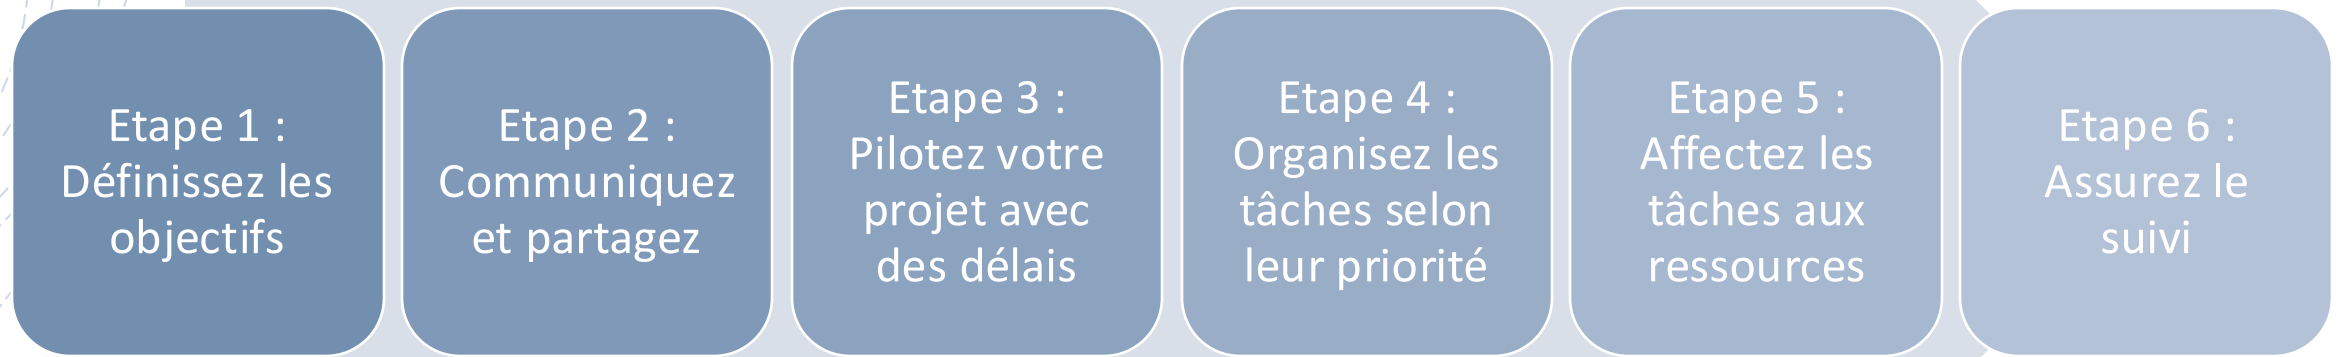 Etape 1 :
Définissez les
objectifs
Etape 2 :
Communiquez
et partagez
Etape 3 :
Pilotez votre
projet avec
des délais
Etape 4 :
Organisez les
tâches selon
leur priorité
Etape 5 :
Affectez les
tâches aux
ressources
Etape 6 :
Assurez le
suivi